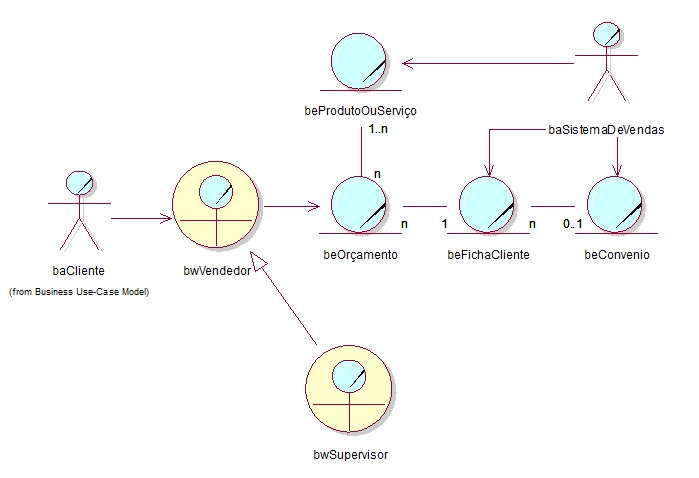 beProdutoOuServiço
1..n
baSistemaDeVendas
n
n
1
n
0..1
baCliente
(from Business Use-Case Model)
bwVendedor
beOrçamento
beFichaCliente
beConvenio
bwSupervisor